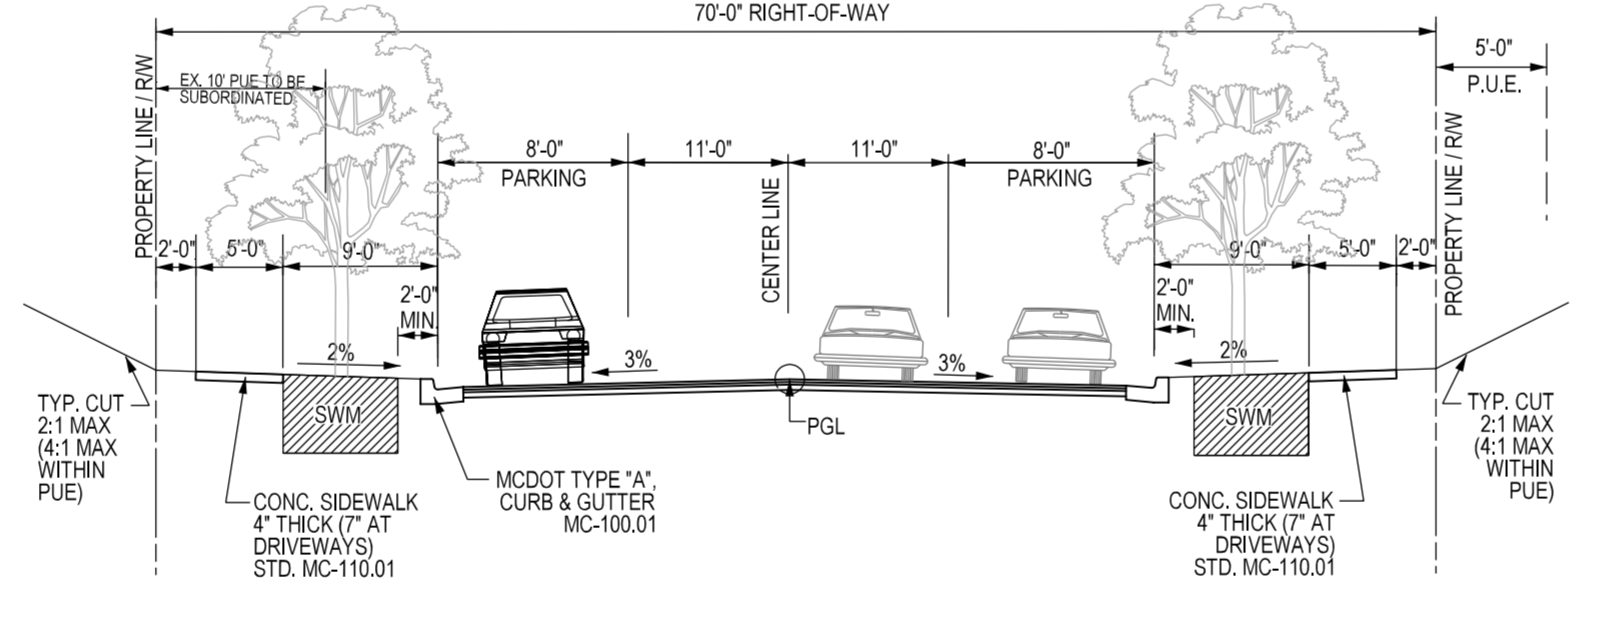 70'-0" RIGHT-OF-WAY
5'-0"
P.U.E.
EX. 10' PUE TO BE
SUBORDINATED
PROPERTY LINE / R/W
PROPERTY LINE / R/W
8'-0"
PARKING
11'-0"
11'-0"
8'-0"
PARKING
CENTER LINE
2'-0"
5'-0"
9'-0"
9'-0"
5'-0"
2'-0"
2'-0"
MIN.
2'-0"
MIN.
2%
3%
3%
2%
SWM
SWM
PGL
TYP. CUT
2:1 MAX
(4:1 MAX
WITHIN
PUE)
TYP. CUT
2:1 MAX
(4:1 MAX
WITHIN
PUE)
MCDOT TYPE "A",
CURB & GUTTER
MC-100.01
CONC. SIDEWALK
4" THICK (7" AT
DRIVEWAYS)
STD. MC-110.01
CONC. SIDEWALK
4" THICK (7" AT
DRIVEWAYS)
STD. MC-110.01